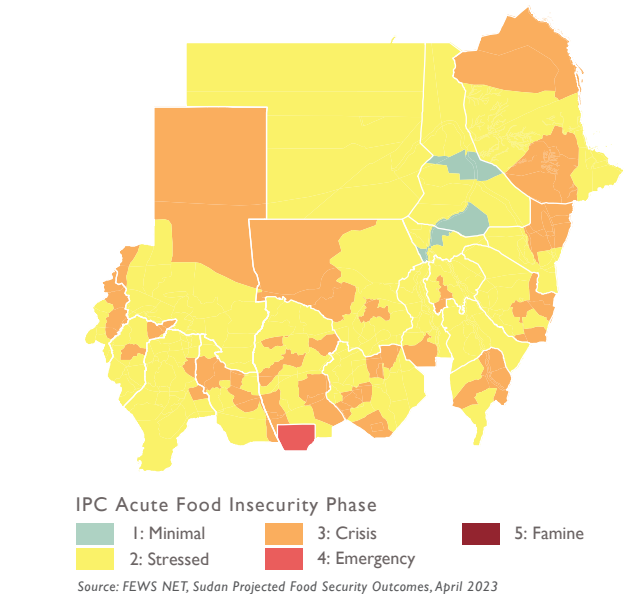 IPC Acute Food Insecurity Phase
1: Minimal
3: Crisis
5: Famine
2: Stressed
4: Emergency
Source: FEWS NET, Sudan Projected Food Security Outcomes, April 2023